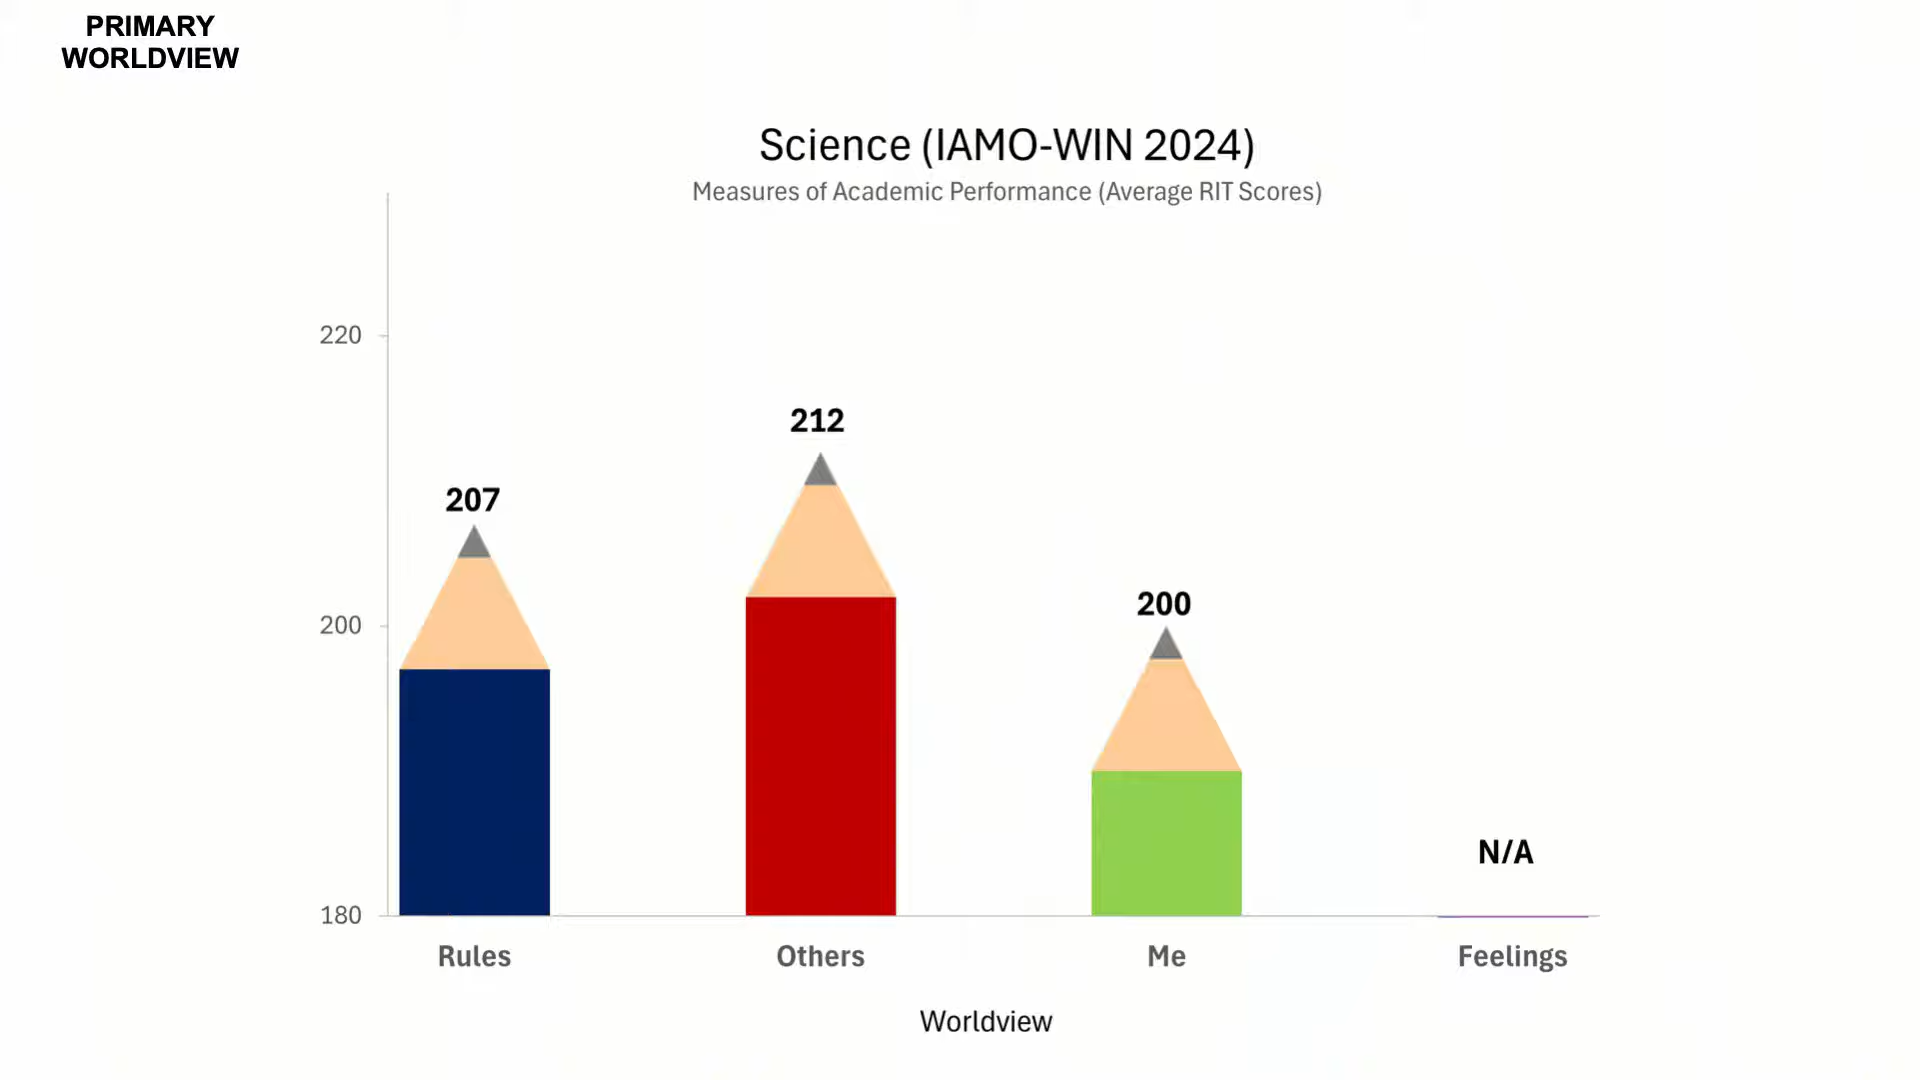 PRIMARY
WORLDVIEW
Science (IAMO-WIN 2024)
Measures of Academic Performance (Average RIT Scores)
220
200
180
207
212
200
N/A
Rules
Others
Me
Feelings
Worldview